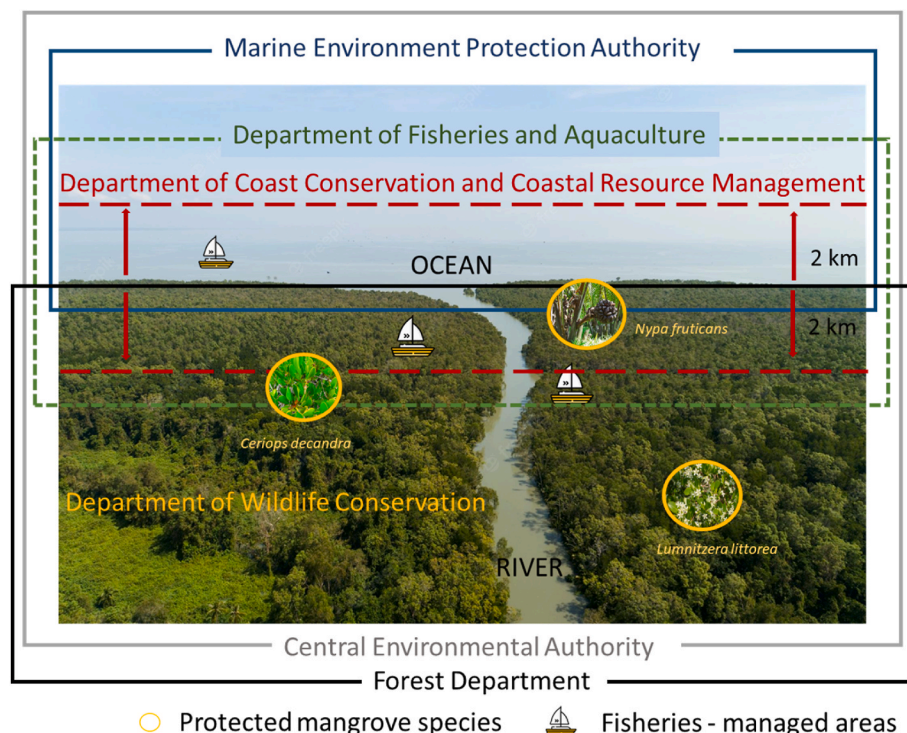 Marine Environment Protection Authority
Department of Fisheries and Aquaculture
Department of Coast Conservation and Coastal Resource Management
OCEAN
2 km
2 km
Nypa fruticans
Ceriops decandra
Department of Wildlife Conservation
Lumnitzera littorea
RIVER
Central Environmental Authority
Forest Department
Protected mangrove species
Fisheries - managed areas